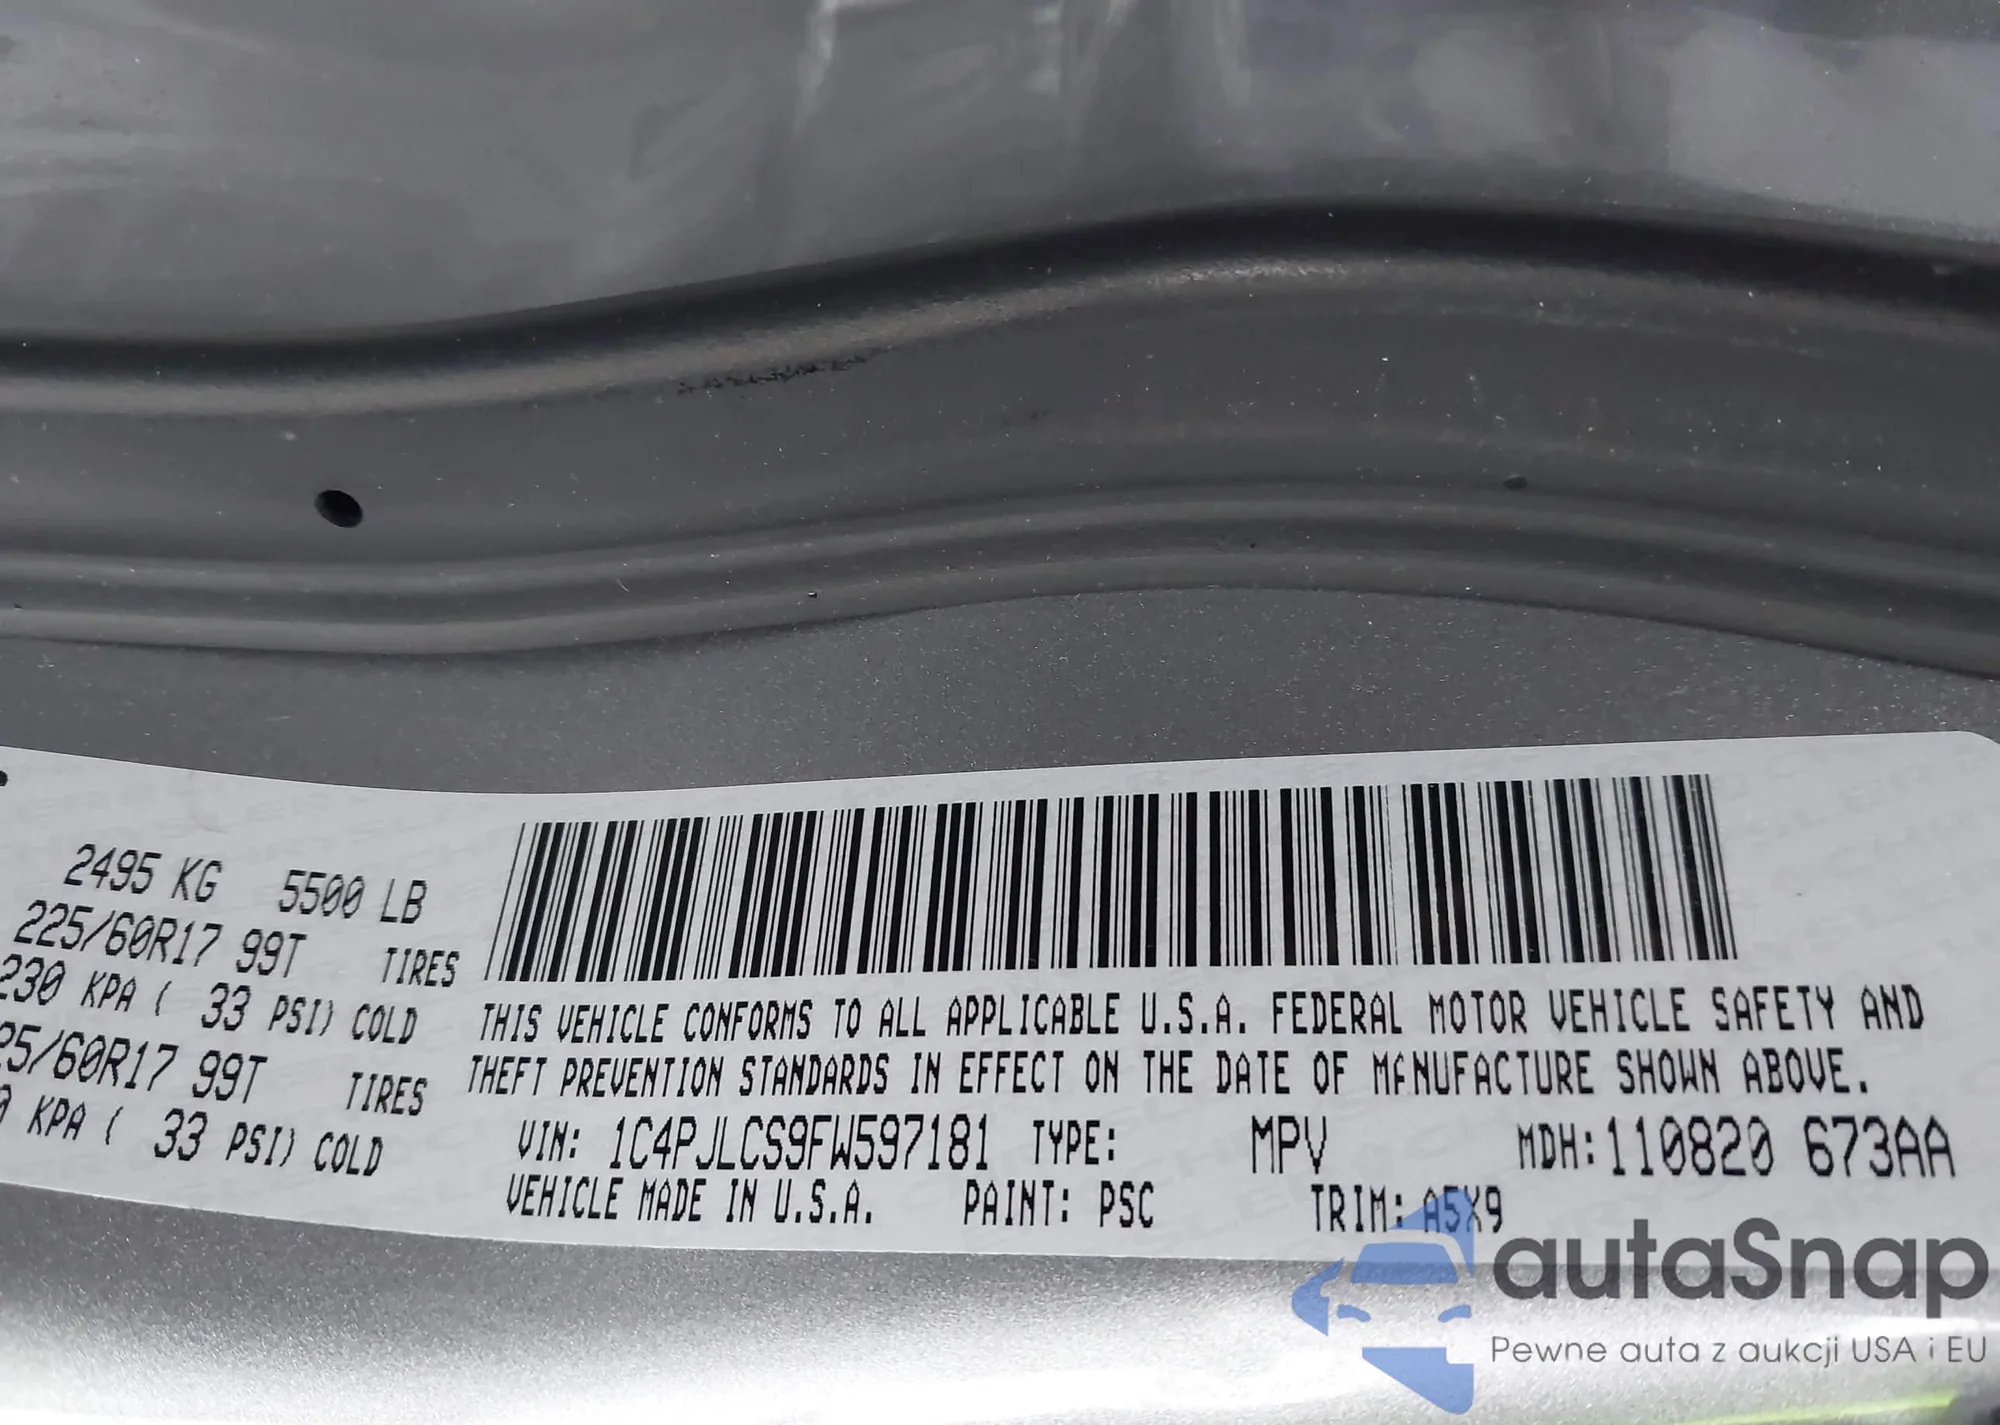 2495 KG 5500 LB
225/60R17 99T TIRES
230 KPA ( 33 PSI) COLD
25/60R17 99T TIRES
0 KPA ( 33 PSI) COLD
THIS VEHICLE CONFORMS TO ALL APPLICABLE U.S.A. FEDERAL MOTOR VEHICLE SAFETY AND
THEFT PREVENTION STANDARDS IN EFFECT ON THE DATE OF MANUFACTURE SHOWN ABOVE.
VIN: 1C4PJLCS9FW597181 TYPE: MPV MDH:110820 673AA
VEHICLE MADE IN U.S.A. PAINT: PSC TRIM: A5X9
autaSnap
Pewne auta z aukcji USA i EU